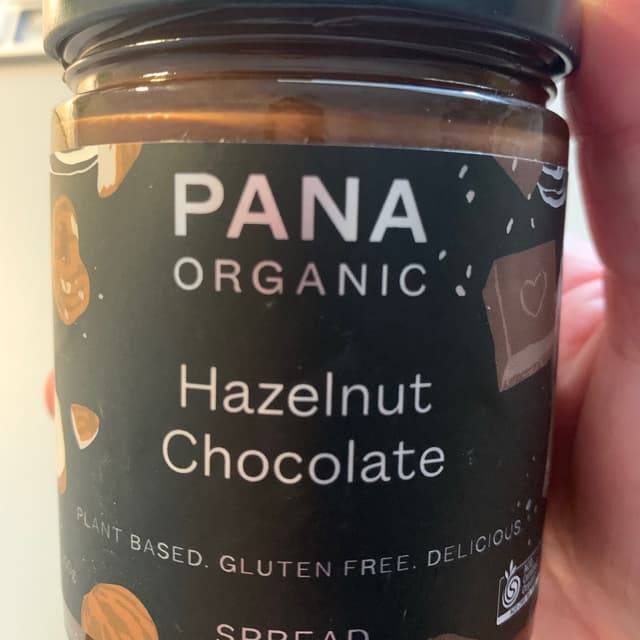 PANA
ORGANIC
Hazelnut
Chocolate
PLANT BASED. GLUTEN FREE. DELICIOUS
SPREAD